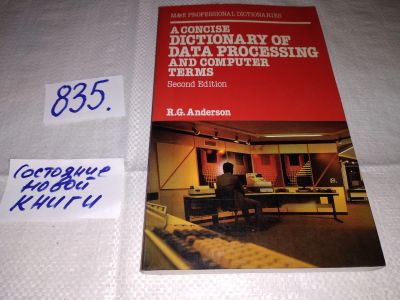 835.
Состояние
новой
книги
M&E PROFESSIONAL DICTIONARIES
A CONCISE
DICTIONARY OF
DATA PROCESSING
AND COMPUTER
TERMS
Second Edition
R.G. Anderson